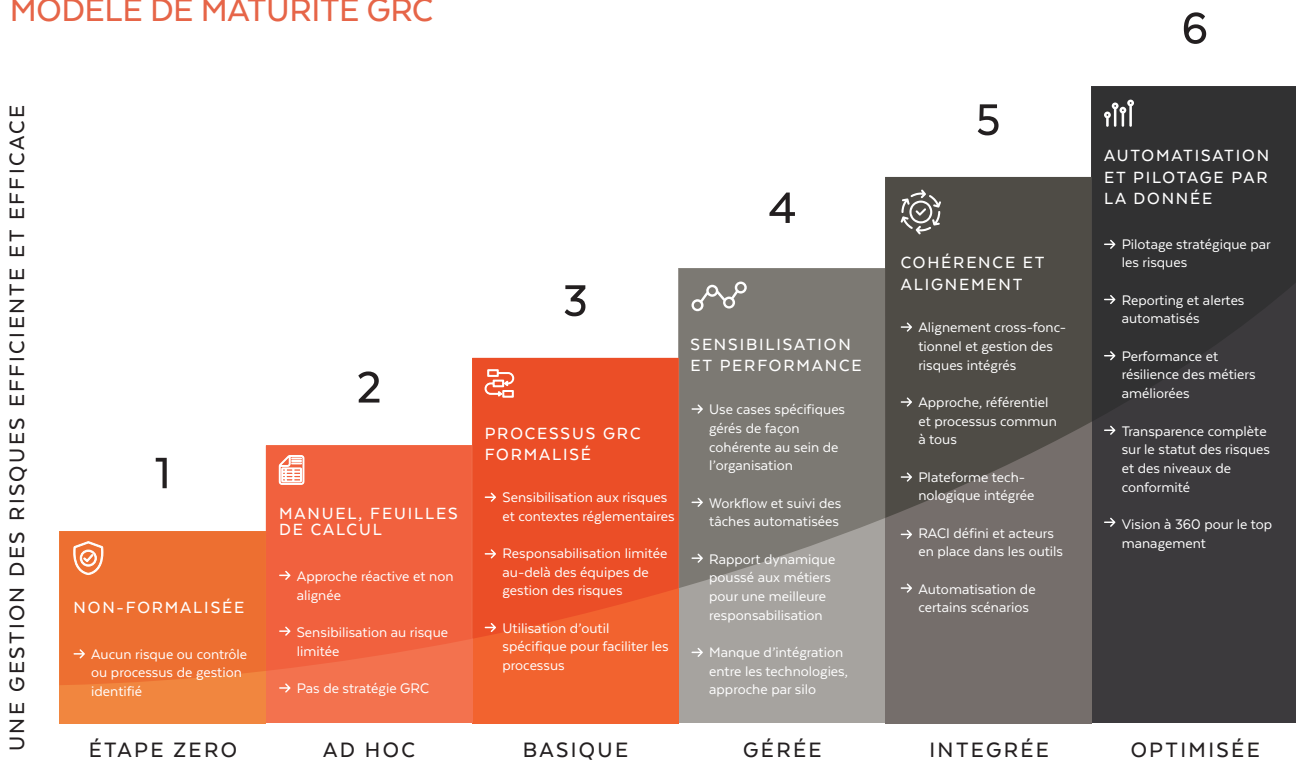 MODÈLE DE MATURITÉ GRC
UNE GESTION DES RISQUES EFFICIENTE ET EFFICACE
1
NON-FORMALISÉE
→ Aucun risque ou contrôle
ou processus de gestion
identifié
ÉTAPE ZERO
2
MANUEL, FEUILLES
DE CALCUL
→ Approche réactive et non
alignée
→ Sensibilisation au risque
limitée
→ Pas de stratégie GRC
AD HOC
3
PROCESSUS GRC
FORMALISÉ
→ Sensibilisation aux risques
et contextes réglementaires
→ Responsabilisation limitée
au-delà des équipes de
gestion des risques
→ Utilisation d'outil
spécifique pour faciliter les
processus
BASIQUE
4
SENSIBILISATION
ET PERFORMANCE
→ Use cases spécifiques
gérés de façon
cohérente au sein de
l'organisation
→ Workflow et suivi des
tâches automatisées
→ Rapport dynamique
poussé aux métiers
pour une meilleure
responsabilisation
→ Manque d'intégration
entre les technologies,
approche par silo
GÉRÉE
5
COHÉRENCE ET
ALIGNEMENT
→ Alignement cross-fonc-
tionnel et gestion des
risques intégrés
→ Approche, référentiel
et processus commun
à tous
→ Plateforme tech-
nologique intégrée
→ RACI défini et acteurs
en place dans les outils
→ Automatisation de
certains scénarios
INTEGRÉE
6
AUTOMATISATION
ET PILOTAGE PAR
LA DONNÉE
→ Pilotage stratégique par
les risques
→ Reporting et alertes
automatisés
→ Performance et
résilience des métiers
améliorées
→ Transparence complète
sur le statut des risques
et des niveaux de
conformité
→ Vision à 360 pour le top
management
OPTIMISÉE